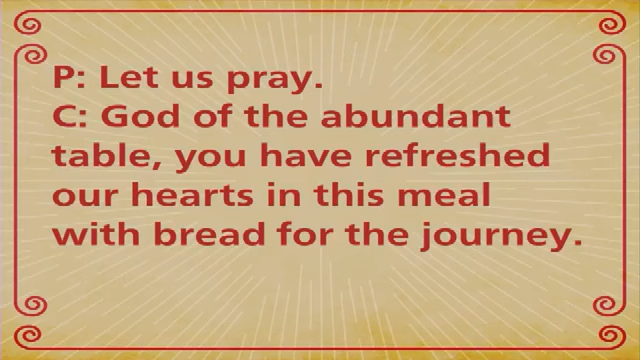 P: Let us pray.
C: God of the abundant
table, you have refreshed
our hearts in this meal
with bread for the journey.